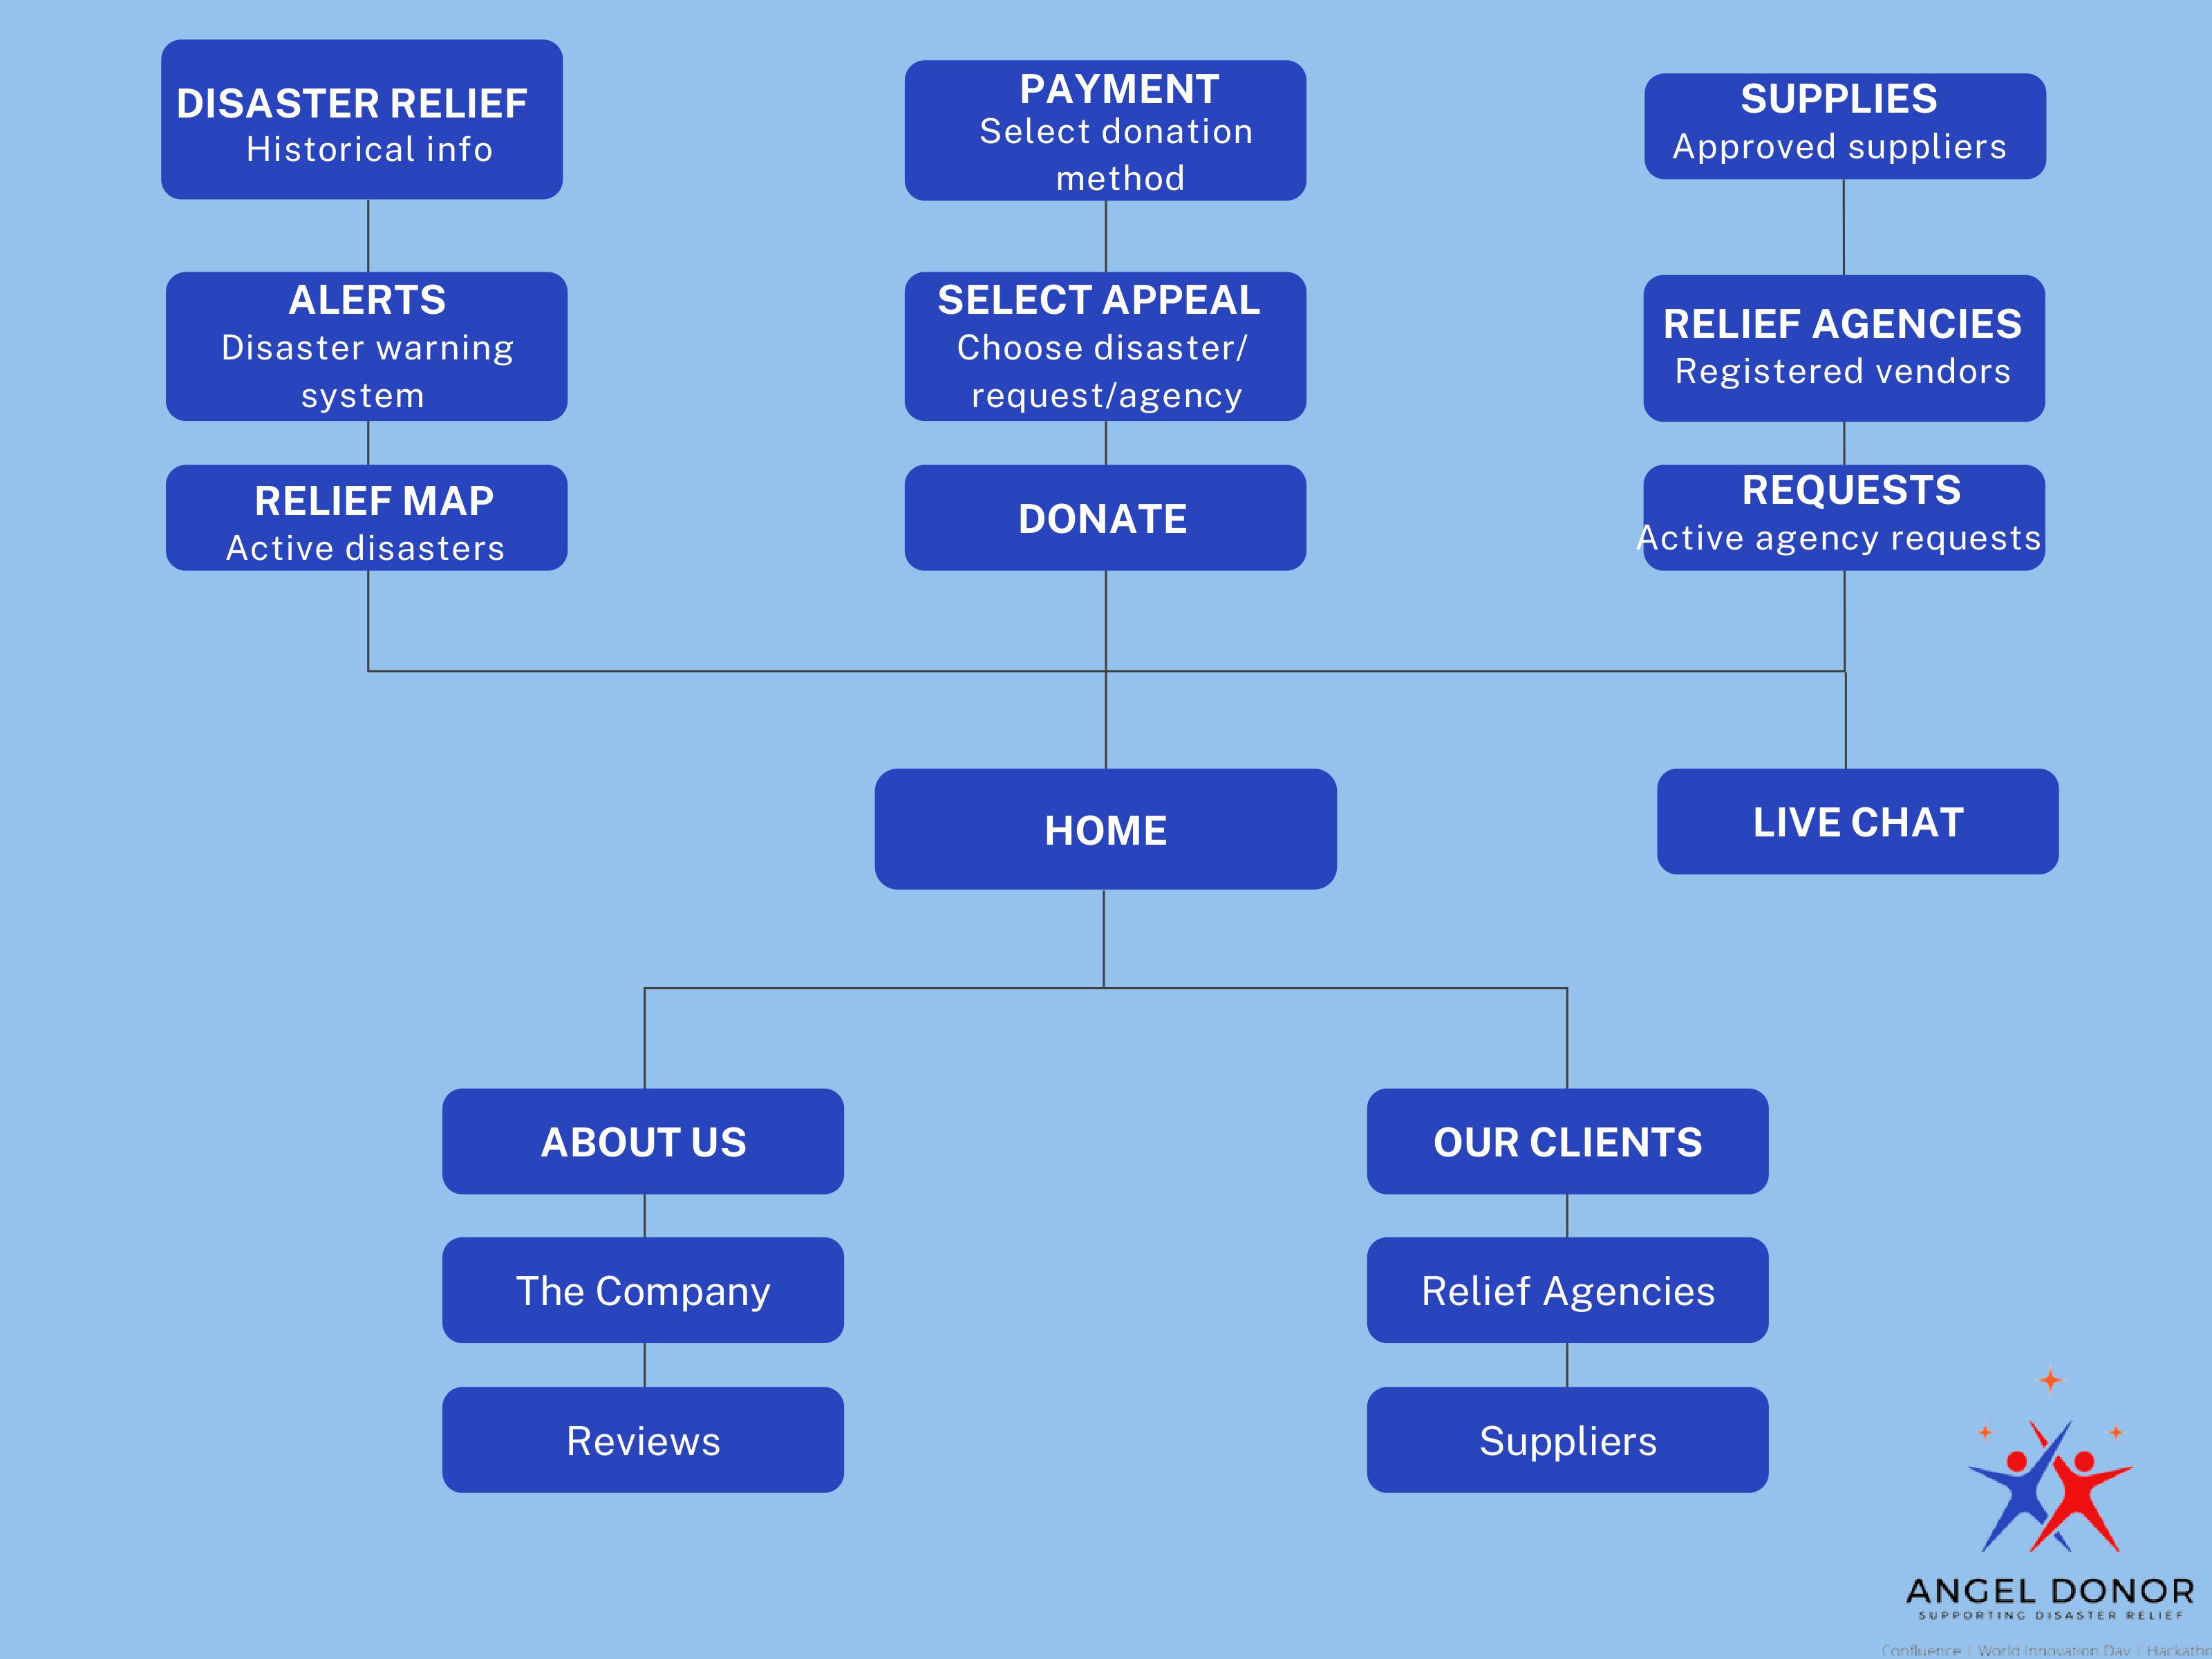 DISASTER RELIEF
Historical info
PAYMENT
Select donation
method
SUPPLIES
Approved suppliers
ALERTS
Disaster warning
system
SELECT APPEAL
Choose disaster/
request/agency
RELIEF AGENCIES
Registered vendors
RELIEF MAP
Active disasters
DONATE
REQUESTS
Active agency requests
HOME
LIVE CHAT
ABOUT US
OUR CLIENTS
The Company
Relief Agencies
Reviews
Suppliers
ANGEL DONOR
SUPPORTING DISASTER RELIEF
Confluence | World Innovation Day | Hackatho